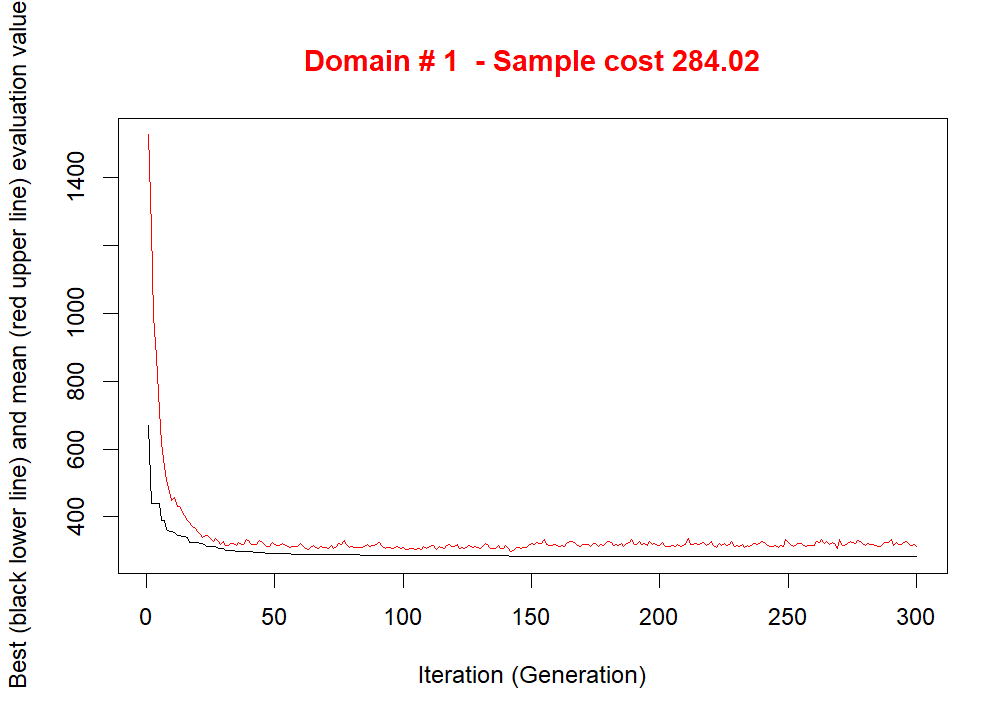 Domain # 1  - Sample cost 284.02
Best (black lower line) and mean (red upper line) evaluation value
1400
1000
800
600
400
0 50 100 150 200 250 300
Iteration (Generation)